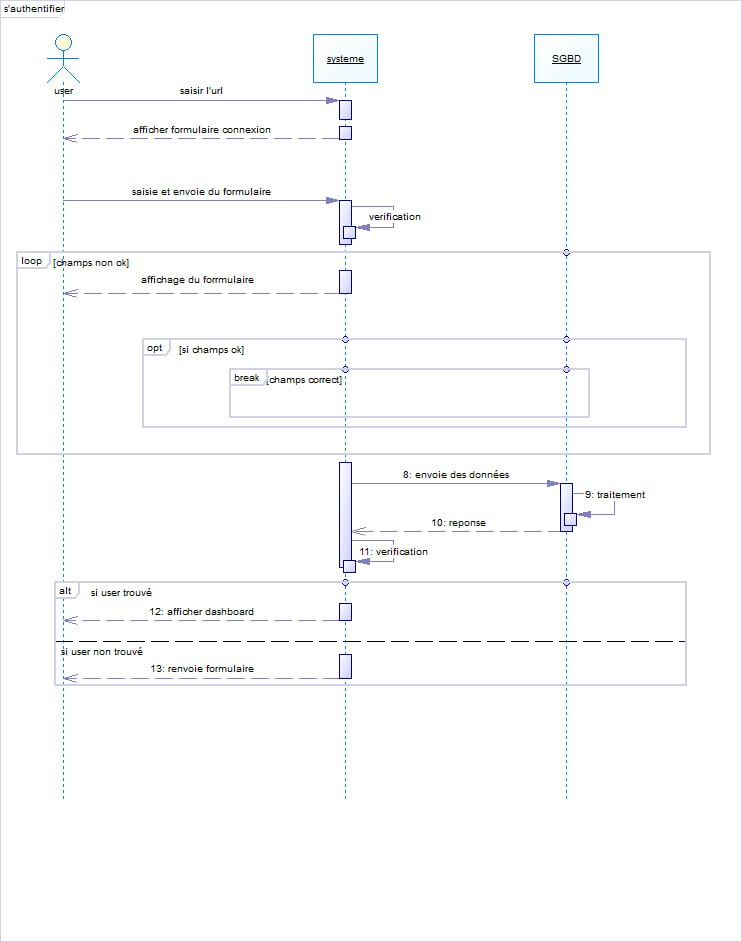 s'authentifier
systeme
SGBD
user
saisir l'url
afficher formulaire connexion
saisie et envoie du formulaire
verification
loop
[champs non ok]
affichage du forrmulaire
opt
[si champs ok]
break
[champs correct]
8: envoie des données
9: traitement
10: reponse
11: verification
alt
si user trouvé
12: afficher dashboard
si user non trouvé
13: renvoie formulaire